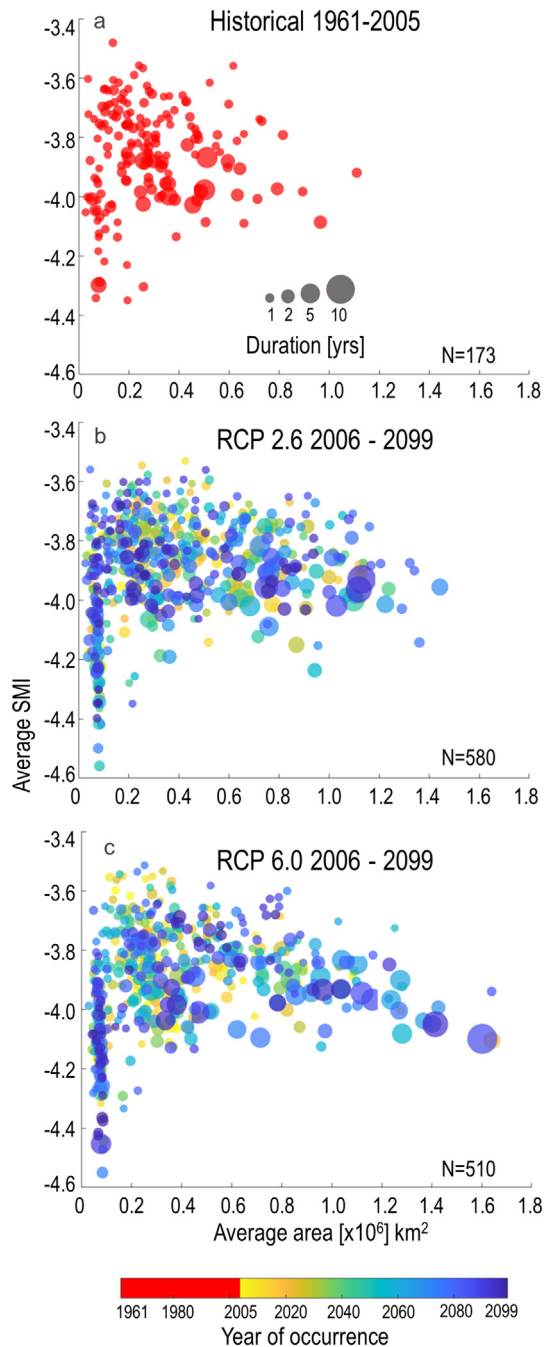 a
Historical 1961-2005
-3.4
-3.6
-3.8
-4.0
-4.2
-4.4
-4.6
1 2 5 10
Duration [yrs]
N=173
0 0.2 0.4 0.6 0.8 1.0 1.2 1.4 1.6 1.8
b
RCP 2.6 2006 - 2099
-3.4
-3.6
-3.8
-4.0
-4.2
-4.4
-4.6
Average SMI
N=580
0 0.2 0.4 0.6 0.8 1.0 1.2 1.4 1.6 1.8
c
RCP 6.0 2006 - 2099
-3.4
-3.6
-3.8
-4.0
-4.2
-4.4
-4.6
N=510
0 0.2 0.4 0.6 0.8 1.0 1.2 1.4 1.6 1.8
Average area [x10⁶] km²
1961 1980 2005 2020 2040 2060 2080 2099
Year of occurrence